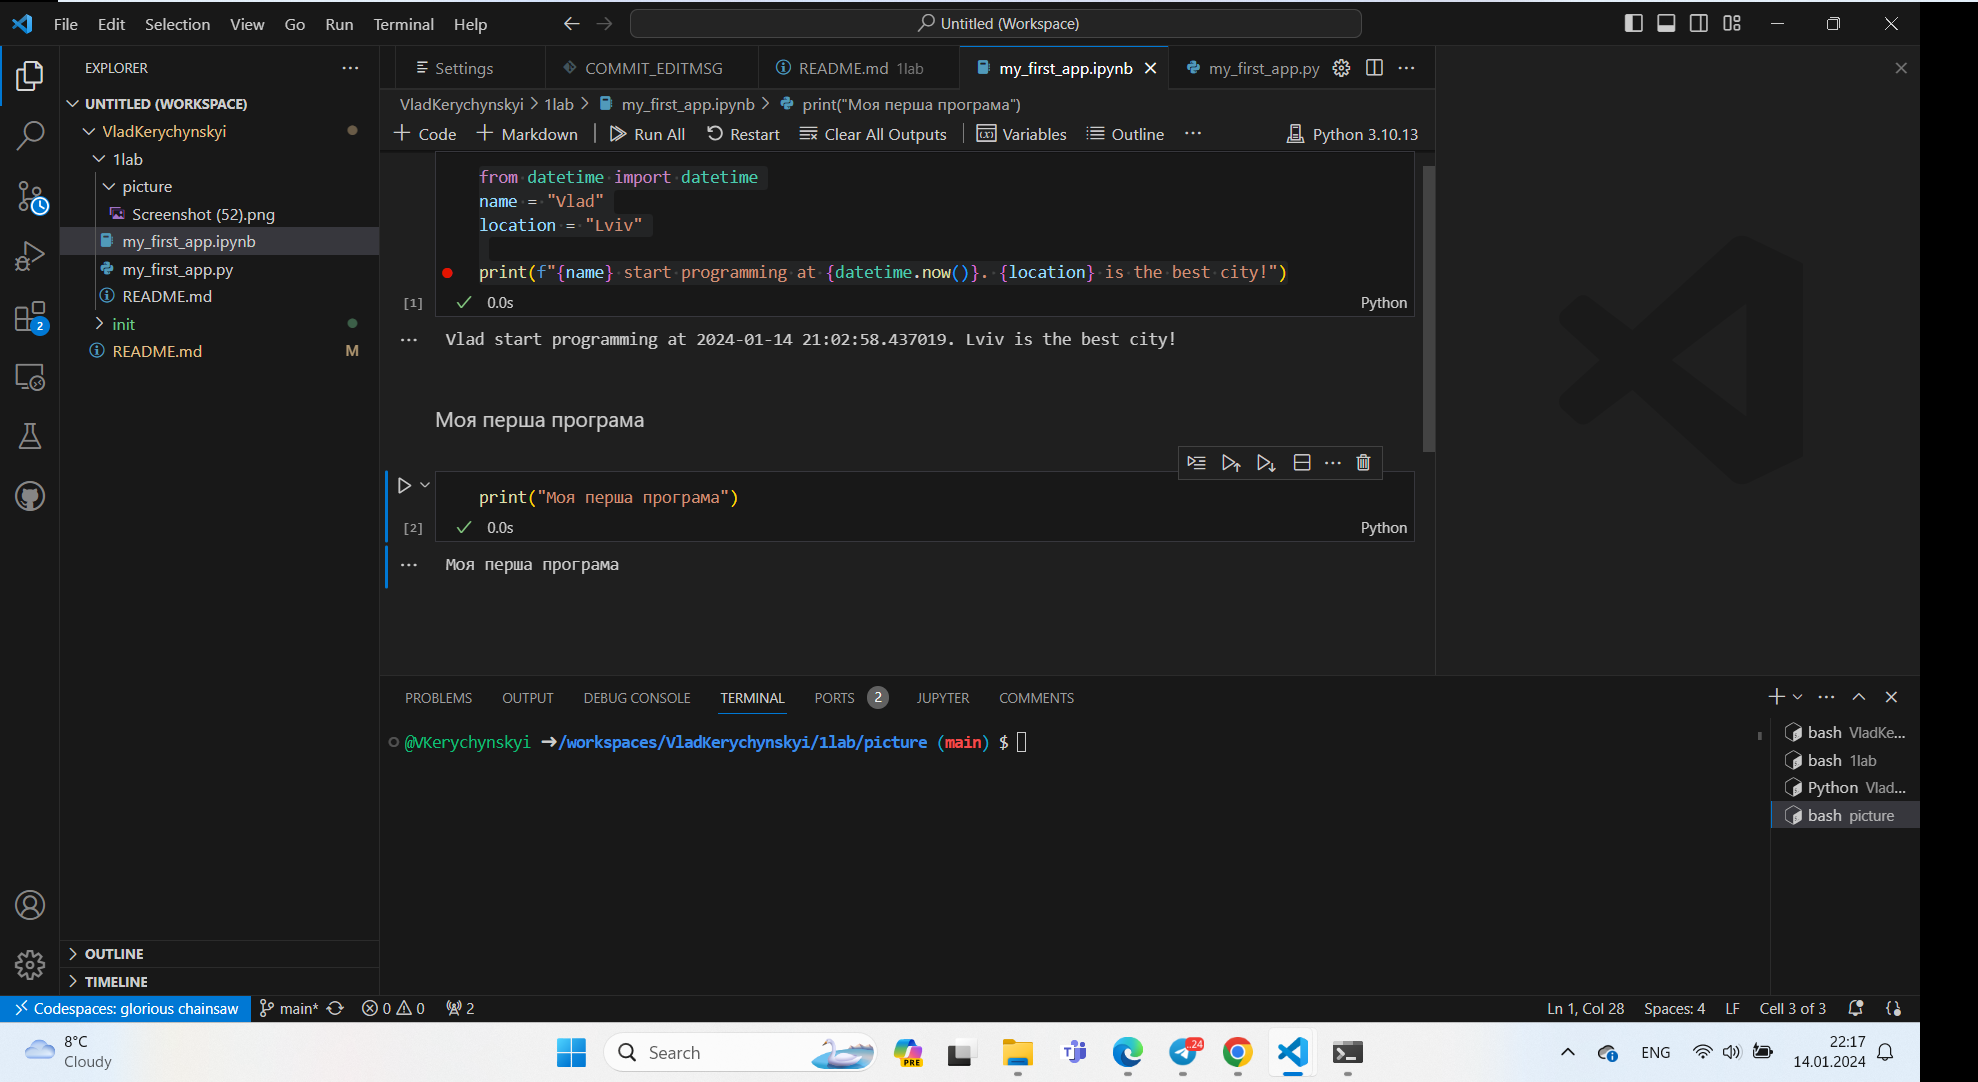 File Edit Selection View Go Run Terminal Help
Untitled (Workspace)
EXPLORER
UNTITLED (WORKSPACE)
VladKerychynskyi
1lab
picture
Screenshot (52).png
my_first_app.ipynb
my_first_app.py
README.md
init
README.md M
OUTLINE
TIMELINE
2
Settings
COMMIT_EDITMSG
README.md 1lab
my_first_app.ipynb
my_first_app.py
VladKerychynskyi > 1lab > my_first_app.ipynb > print("Моя перша програма")
Code Markdown Run All Restart Clear All Outputs Variables Outline ... Python 3.10.13
from datetime import datetime
name = "Vlad"
location = "Lviv"
print(f"{name} start programming at {datetime.now()}. {location} is the best city!")
[1] 0.0s Python
Vlad start programming at 2024-01-14 21:02:58.437019. Lviv is the best city!
Моя перша програма
print("Моя перша програма")
[2] 0.0s Python
Моя перша програма
PROBLEMS OUTPUT DEBUG CONSOLE TERMINAL PORTS 2 JUPYTER COMMENTS
@VKerychynskyi ➜/workspaces/VladKerychynskyi/1lab/picture (main) $
bash VladKe...
bash 1lab
Python Vlad...
bash picture
Codespaces: glorious chainsaw main* 0 0 2
Ln 1, Col 28 Spaces: 4 LF Cell 3 of 3
8°C
Cloudy
Search
PRE
24
ENG
22:17
14.01.2024